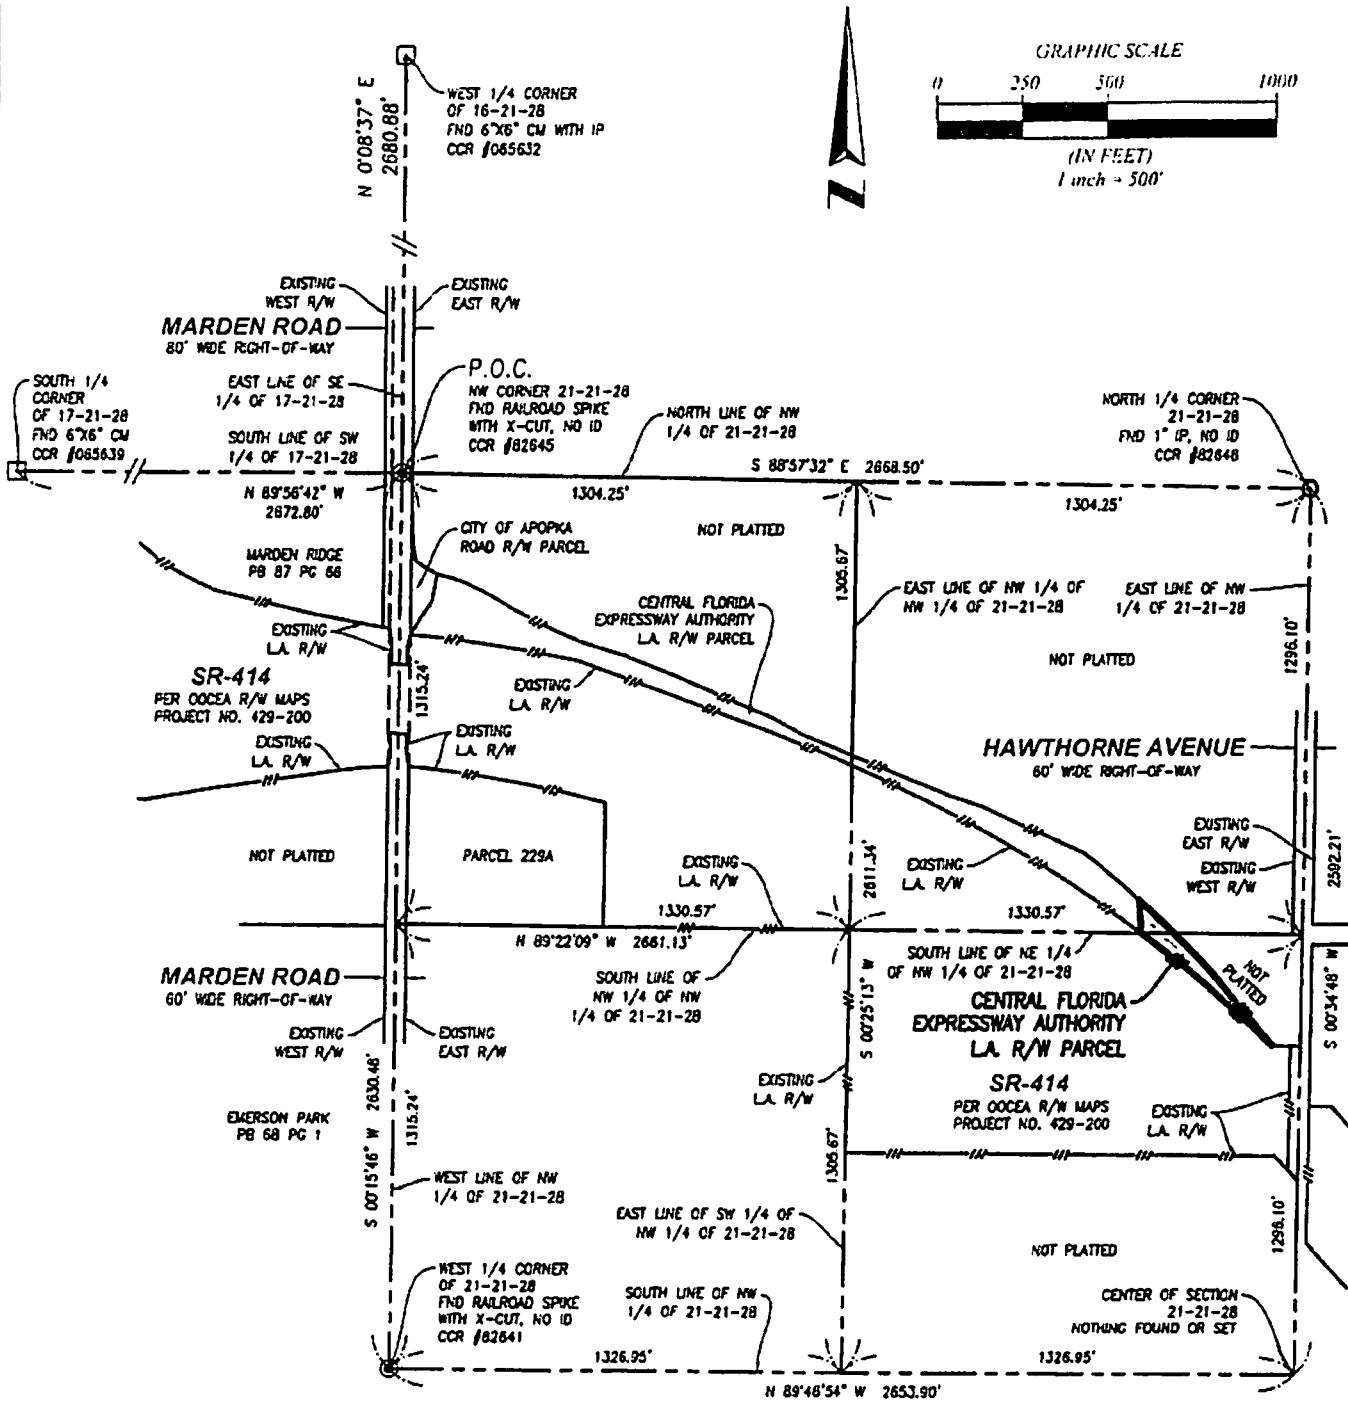 GRAPHIC SCALE
0 250 500 1000
(IN FEET)
1 inch = 500'
N
N 0°08'37" E
2680.88'
WEST 1/4 CORNER
OF 16-21-28
FND 6"X6" CM WITH IP
CCR #065632
EXISTING
WEST R/W
EXISTING
EAST R/W
MARDEN ROAD
80' WIDE RIGHT-OF-WAY
SOUTH 1/4
CORNER
OF 17-21-28
FND 6"X6" CM
CCR #065639
EAST LINE OF SE
1/4 OF 17-21-28
SOUTH LINE OF SW
1/4 OF 17-21-28
P.O.C.
NW CORNER 21-21-28
FND RAILROAD SPIKE
WITH X-CUT, NO ID
CCR #82645
NORTH LINE OF NW
1/4 OF 21-21-28
NORTH 1/4 CORNER
21-21-28
FND 1" IP, NO ID
CCR #82648
S 88°57'32" E 2668.50'
N 89°56'42" W
2672.80'
1304.25'
1304.25'
NOT PLATTED
CITY OF APOPKA
ROAD R/W PARCEL
MARDEN RIDGE
PB 87 PG 66
1305.67'
EAST LINE OF NW 1/4 OF
NW 1/4 OF 21-21-28
EAST LINE OF NW
1/4 OF 21-21-28
CENTRAL FLORIDA
EXPRESSWAY AUTHORITY
L.A. R/W PARCEL
EXISTING
L.A. R/W
1296.10'
NOT PLATTED
SR-414
PER OOCEA R/W MAPS
PROJECT NO. 429-200
1315.24'
EXISTING
L.A. R/W
EXISTING
L.A. R/W
EXISTING
L.A. R/W
HAWTHORNE AVENUE
60' WIDE RIGHT-OF-WAY
NOT PLATTED
PARCEL 229A
EXISTING
L.A. R/W
2611.34'
EXISTING
L.A. R/W
EXISTING
EAST R/W
EXISTING
WEST R/W
2592.21'
1330.57'
1330.57'
N 89°22'09" W 2661.13'
MARDEN ROAD
60' WIDE RIGHT-OF-WAY
SOUTH LINE OF
NW 1/4 OF NW
1/4 OF 21-21-28
S 00°25'13" W
SOUTH LINE OF NE 1/4
OF NW 1/4 OF 21-21-28
NOT
PLATTED
S 00°34'48" W
CENTRAL FLORIDA
EXPRESSWAY AUTHORITY
L.A. R/W PARCEL
EXISTING
WEST R/W
EXISTING
EAST R/W
EXISTING
L.A. R/W
SR-414
PER OOCEA R/W MAPS
PROJECT NO. 429-200
EXISTING
L.A. R/W
EMERSON PARK
PB 68 PG 1
S 00°15'46" W 2630.48'
1315.24'
1305.67'
WEST LINE OF NW
1/4 OF 21-21-28
EAST LINE OF SW 1/4 OF
NW 1/4 OF 21-21-28
NOT PLATTED
1296.10'
WEST 1/4 CORNER
OF 21-21-28
FND RAILROAD SPIKE
WITH X-CUT, NO ID
CCR #82641
SOUTH LINE OF NW
1/4 OF 21-21-28
CENTER OF SECTION
21-21-28
NOTHING FOUND OR SET
1326.95'
1326.95'
N 89°46'54" W 2653.90'